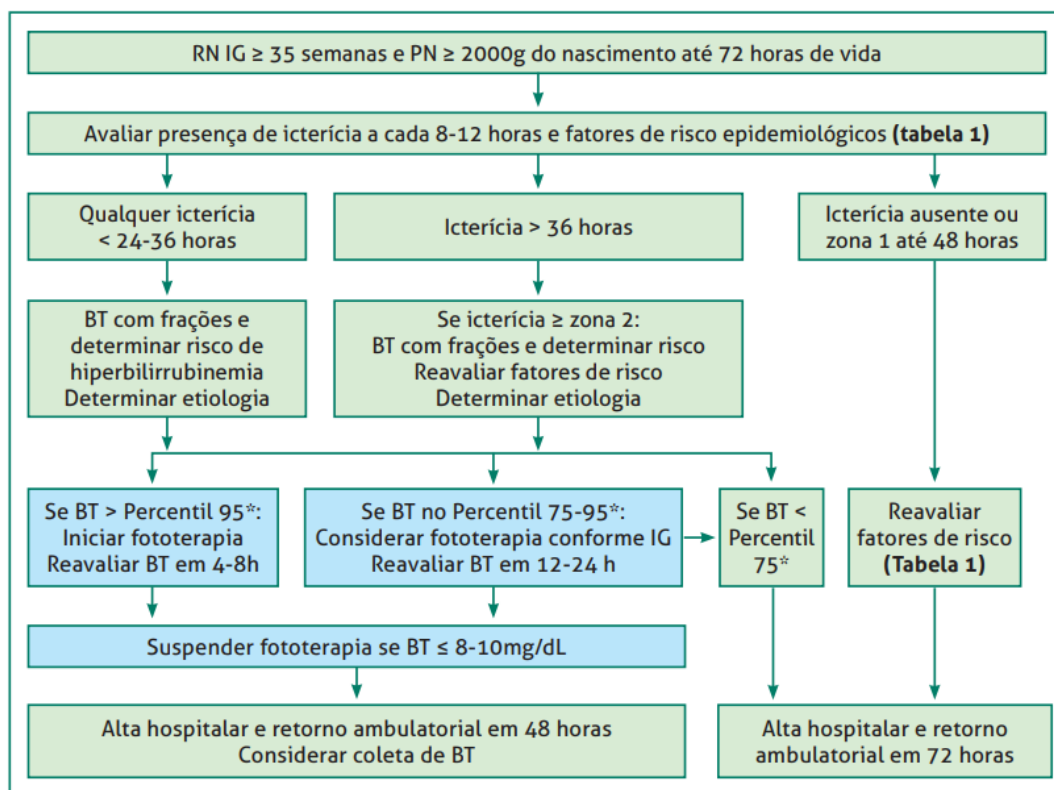 RN IG ≥ 35 semanas e PN ≥ 2000g do nascimento até 72 horas de vida
Avaliar presença de icterícia a cada 8-12 horas e fatores de risco epidemiológicos (tabela 1)
Qualquer icterícia
< 24-36 horas
Icterícia > 36 horas
Icterícia ausente ou
zona 1 até 48 horas
BT com frações e
determinar risco de
hiperbilirrubinemia
Determinar etiologia
Se icterícia ≥ zona 2:
BT com frações e determinar risco
Reavaliar fatores de risco
Determinar etiologia
Se BT > Percentil 95*:
Iniciar fototerapia
Reavaliar BT em 4-8h
Se BT no Percentil 75-95*:
Considerar fototerapia conforme IG
Reavaliar BT em 12-24 h
Se BT <
Percentil
75*
Reavaliar
fatores de risco
(Tabela 1)
Suspender fototerapia se BT ≤ 8-10mg/dL
Alta hospitalar e retorno ambulatorial em 48 horas
Considerar coleta de BT
Alta hospitalar e retorno
ambulatorial em 72 horas